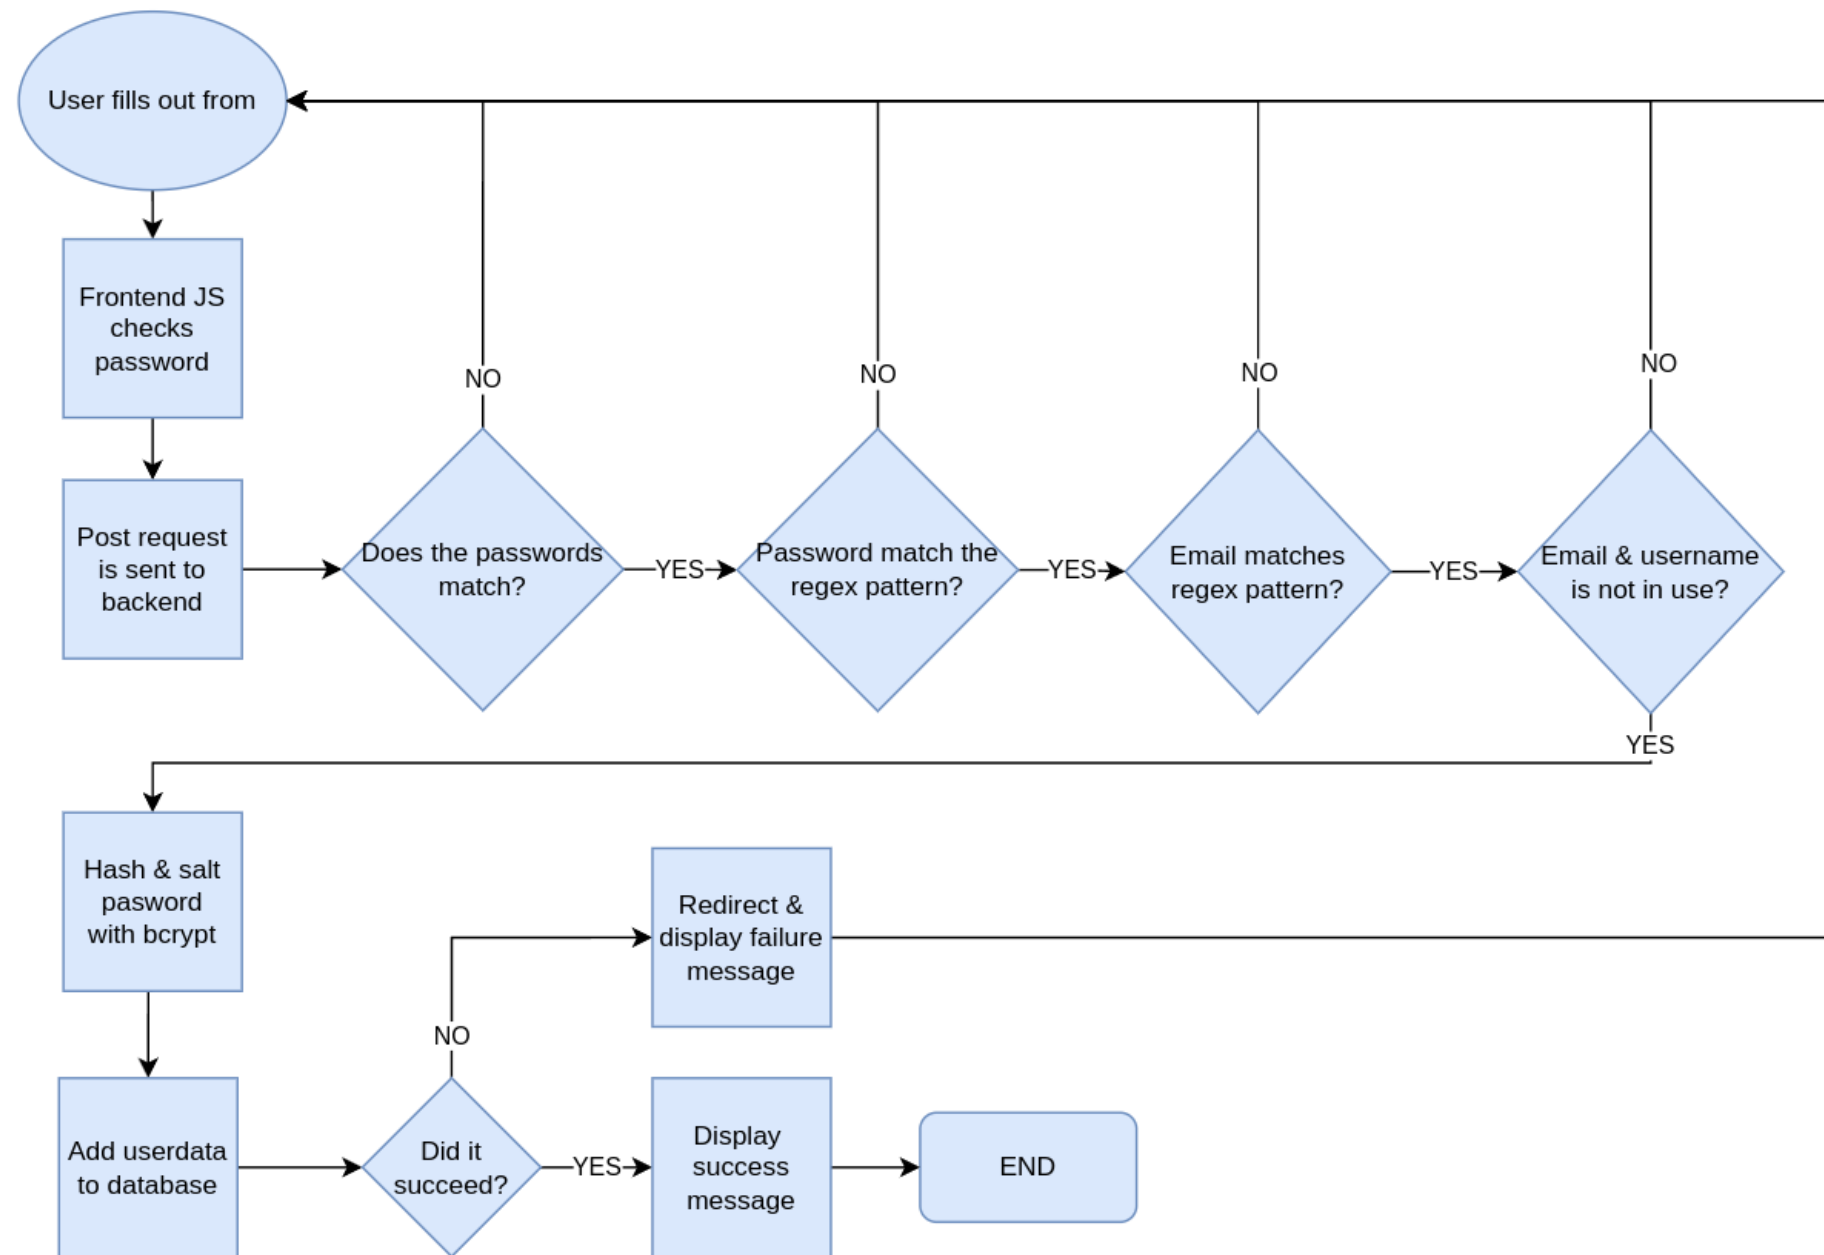 User fills out from
Frontend JS
checks
password
NO
NO
NO
NO
Post request
is sent to
backend
Does the passwords
match?
YES
Password match the
regex pattern?
YES
Email matches
regex pattern?
YES
Email & username
is not in use?
YES
Hash & salt
pasword
with bcrypt
Redirect &
display failure
message
NO
Add userdata
to database
Did it
succeed?
YES
Display
success
message
END